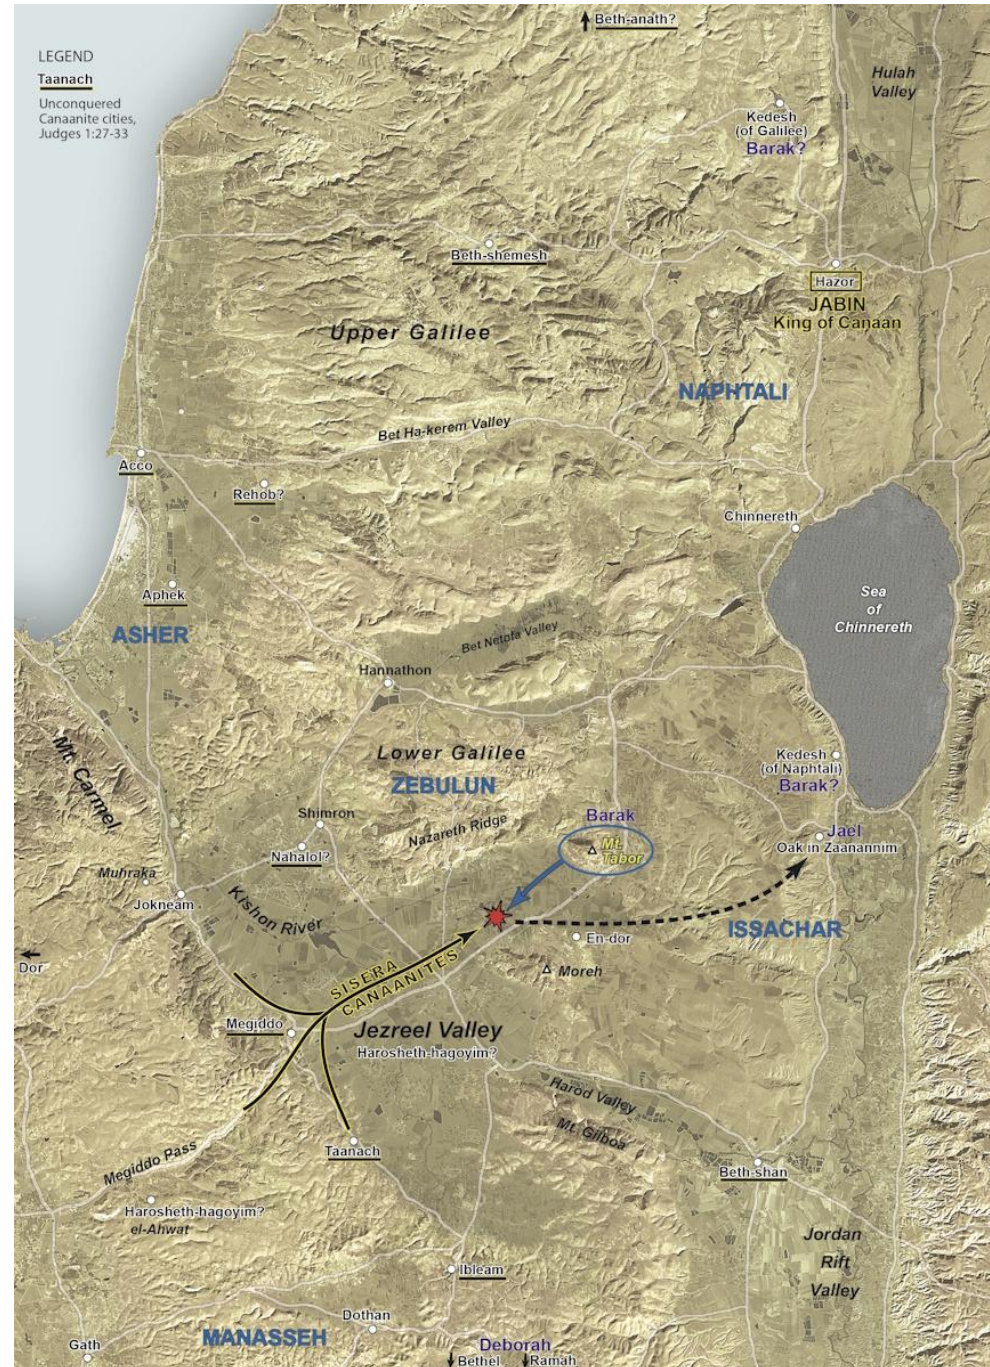 Beth-anath?
LEGEND
Taanach
Unconquered
Canaanite cities,
Judges 1:27-33
Hulah
Valley
Kedesh
(of Galilee)
Barak?
Beth-shemesh
Hazor
JABIN
King of Canaan
Upper Galilee
NAPHTALI
Bet Ha-kerem Valley
Acco
Rehob?
Chinnereth
Aphek
Sea
of
Chinnereth
ASHER
Bet Netofa Valley
Hannathon
Mt. Carmel
Lower Galilee
ZEBULUN
Kedesh
(of Naphtali)
Barak?
Shimron
Nazareth Ridge
Barak
Mt.
Tabor
Jael
Oak in Zaanannim
Nahalol?
Muhraka
Jokneam
Kishon River
ISSACHAR
En-dor
Dor
Moreh
SISERA
CANAANITES
Megiddo
Jezreel Valley
Harosheth-hagoyim?
Harod Valley
Mt. Gilboa
Taanach
Megiddo Pass
Beth-shan
Harosheth-hagoyim?
el-Ahwat
Jordan
Rift
Valley
Ibleam
Dothan
MANASSEH
Gath
Deborah
Bethel
Ramah